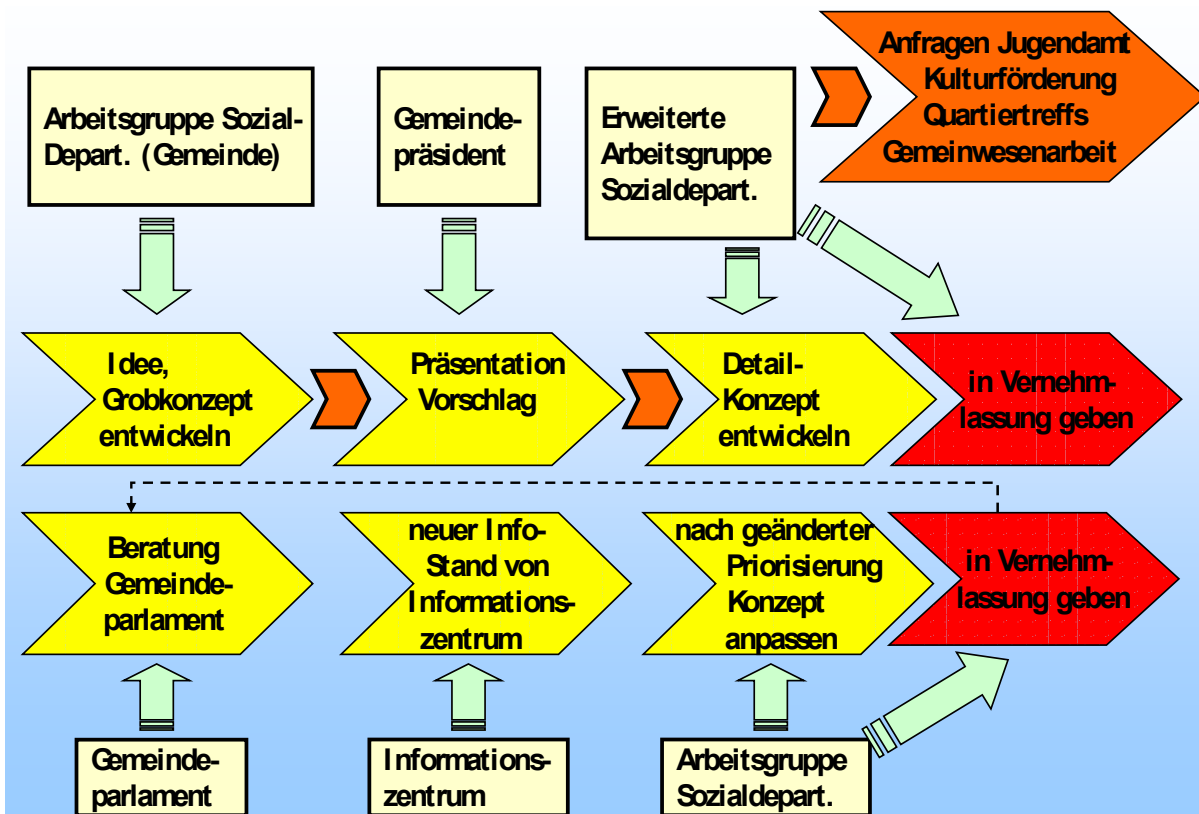 Arbeitsgruppe Sozial-
Depart. (Gemeinde)
Gemeinde-
präsident
Erweiterte
Arbeitsgruppe
Sozialdepart.
Anfragen Jugendamt
Kulturförderung
Quartiertreffs
Gemeinwesenarbeit
Idee,
Grobkonzept
entwickeln
Präsentation
Vorschlag
Detail-
Konzept
entwickeln
in Vernehm-
lassung geben
Beratung
Gemeinde-
parlament
neuer Info-
Stand von
Informations-
zentrum
nach geänderter
Priorisierung
Konzept
anpassen
in Vernehm-
lassung geben
Gemeinde-
parlament
Informations-
zentrum
Arbeitsgruppe
Sozialdepart.